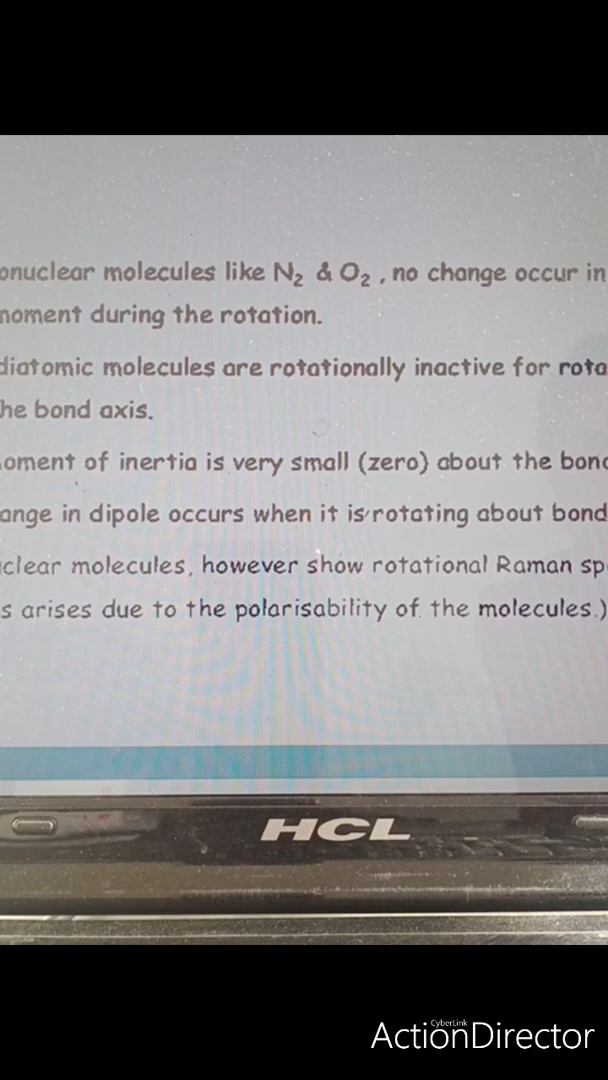 onuclear molecules like N₂ & O₂ , no change occur in
moment during the rotation.
diatomic molecules are rotationally inactive for rota
he bond axis.
oment of inertia is very small (zero) about the bond
ange in dipole occurs when it is rotating about bond
clear molecules, however show rotational Raman sp
s arises due to the polarisability of the molecules.)
HCL
CyberLink
ActionDirector